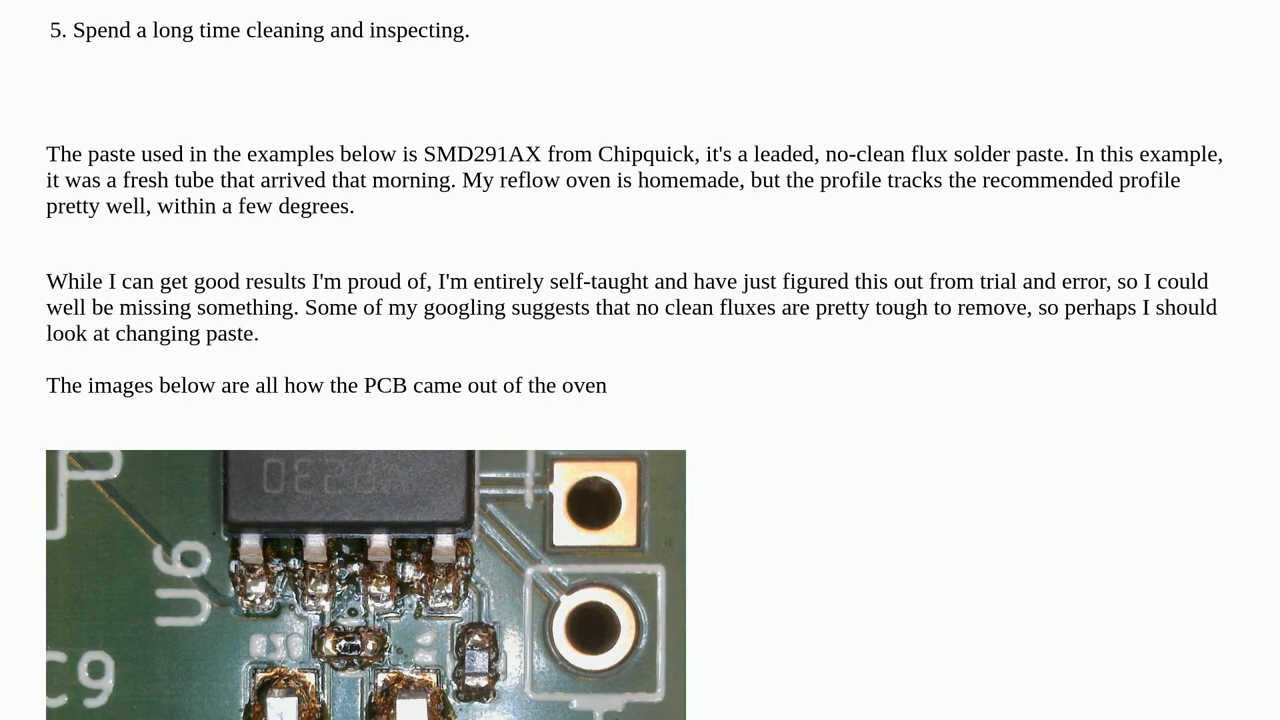 5. Spend a long time cleaning and inspecting.
The paste used in the examples below is SMD291AX from Chipquick, it's a leaded, no-clean flux solder paste. In this example,
it was a fresh tube that arrived that morning. My reflow oven is homemade, but the profile tracks the recommended profile
pretty well, within a few degrees.
While I can get good results I'm proud of, I'm entirely self-taught and have just figured this out from trial and error, so I could
well be missing something. Some of my googling suggests that no clean fluxes are pretty tough to remove, so perhaps I should
look at changing paste.
The images below are all how the PCB came out of the oven
U6
C9